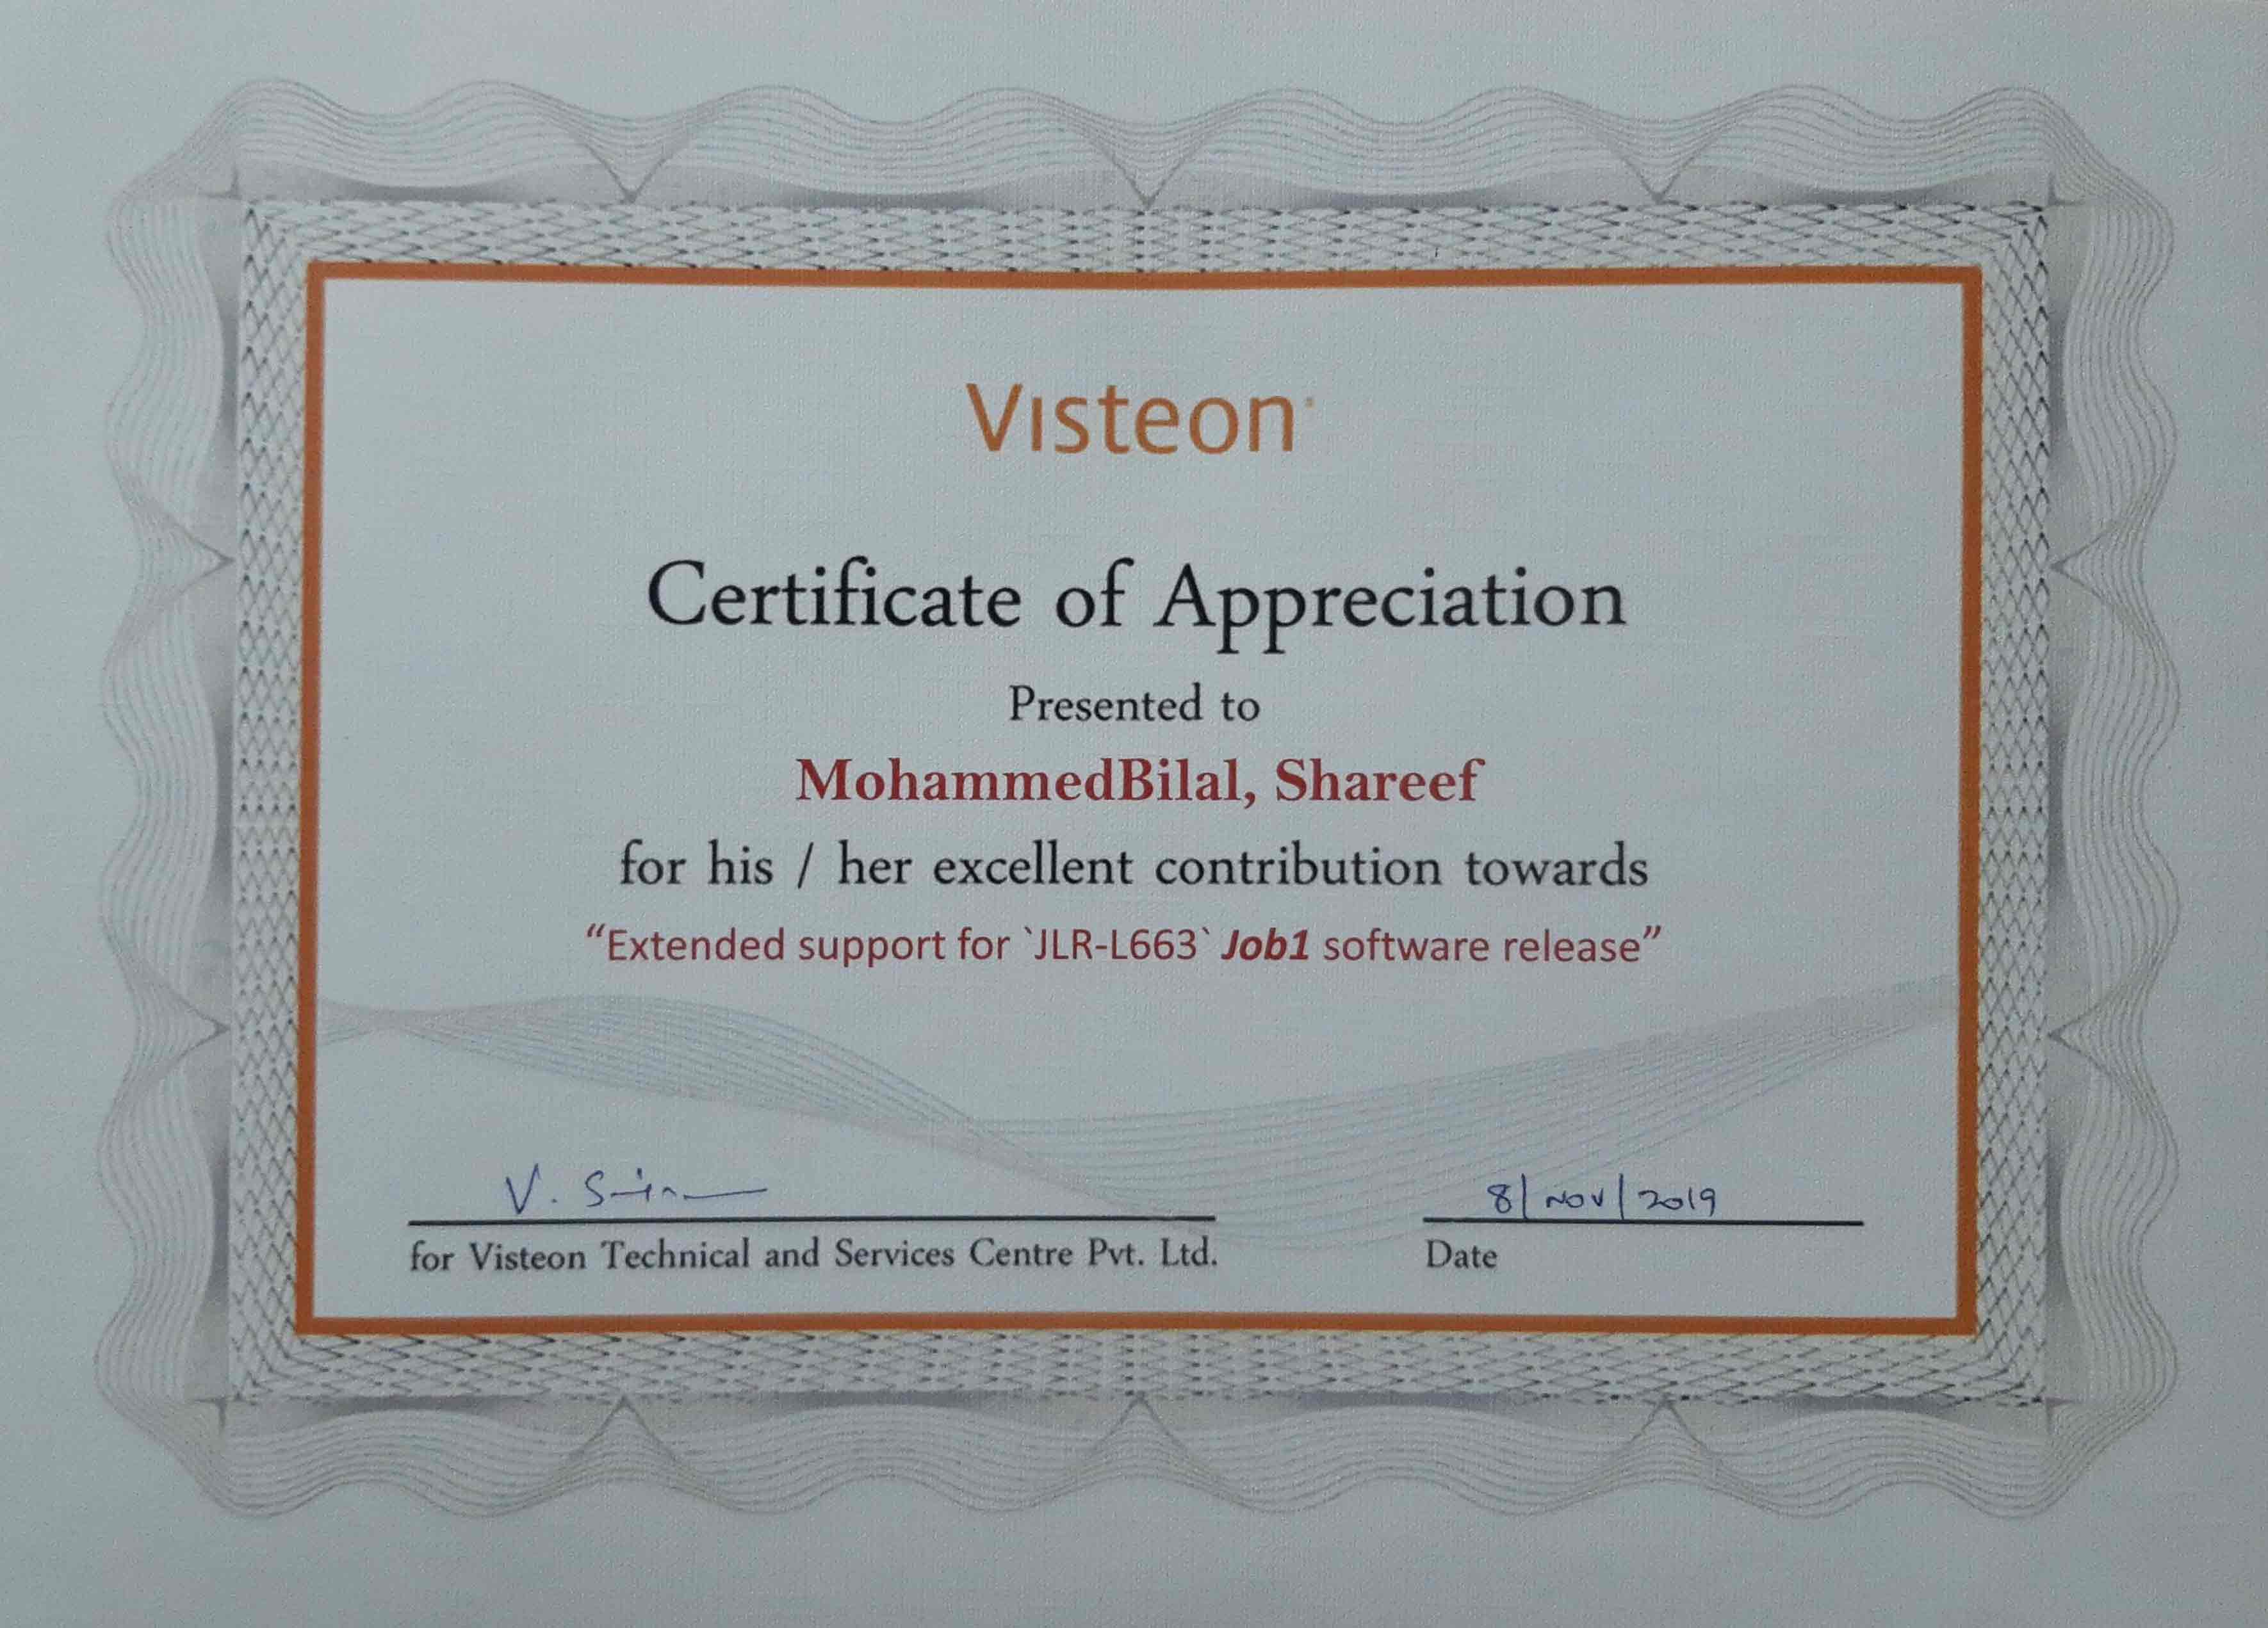 Visteon
Certificate of Appreciation
Presented to
MohammedBilal, Shareef
for his / her excellent contribution towards
“Extended support for `JLR-L663` Job1 software release”
V.
8/NOV/2019
for Visteon Technical and Services Centre Pvt. Ltd.
Date